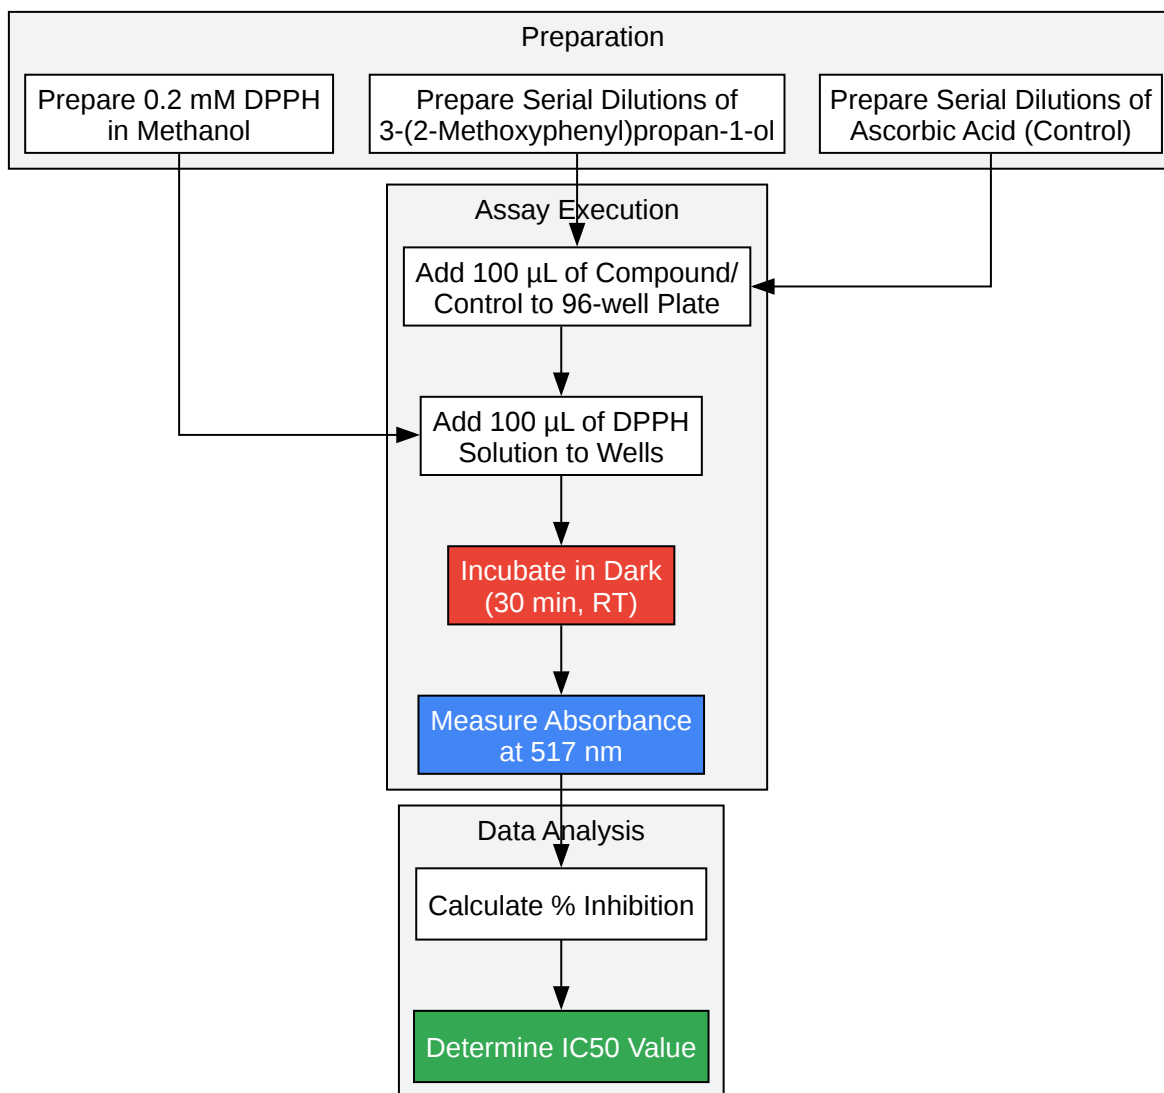 Preparation
Prepare 0.2 mM DPPH
in Methanol
Prepare Serial Dilutions of
3-(2-Methoxyphenyl)propan-1-ol
Prepare Serial Dilutions of
Ascorbic Acid (Control)
Assay Execution
Add 100 µL of Compound/
Control to 96-well Plate
Add 100 µL of DPPH
Solution to Wells
Incubate in Dark
(30 min, RT)
Measure Absorbance
at 517 nm
Data Analysis
Calculate % Inhibition
Determine IC50 Value